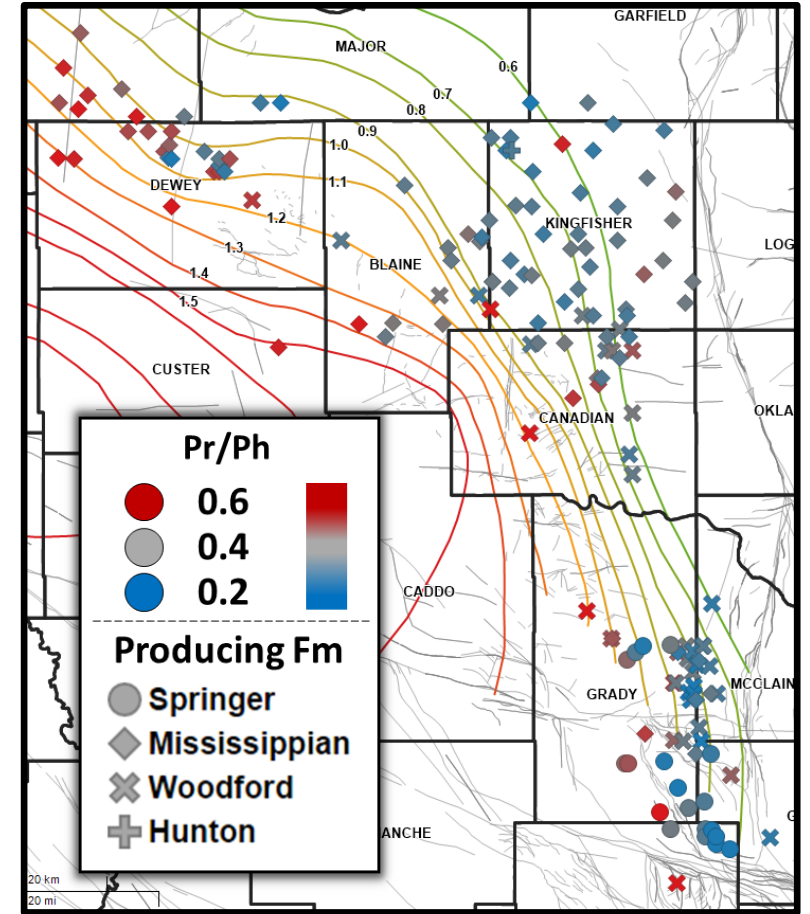 GARFIELD
MAJOR
0.6
0.7
0.8
0.9
1.0
1.1
DEWEY
1.2
KINGFISHER
1.3
BLAINE
LOG
1.4
1.5
CUSTER
CANADIAN
OKLA
Pr/Ph
0.6
0.4
0.2
CADDO
Producing Fm
Springer
Mississippian
Woodford
Hunton
GRADY
MCCLAIN
G
ANCHE
20 km
20 mi